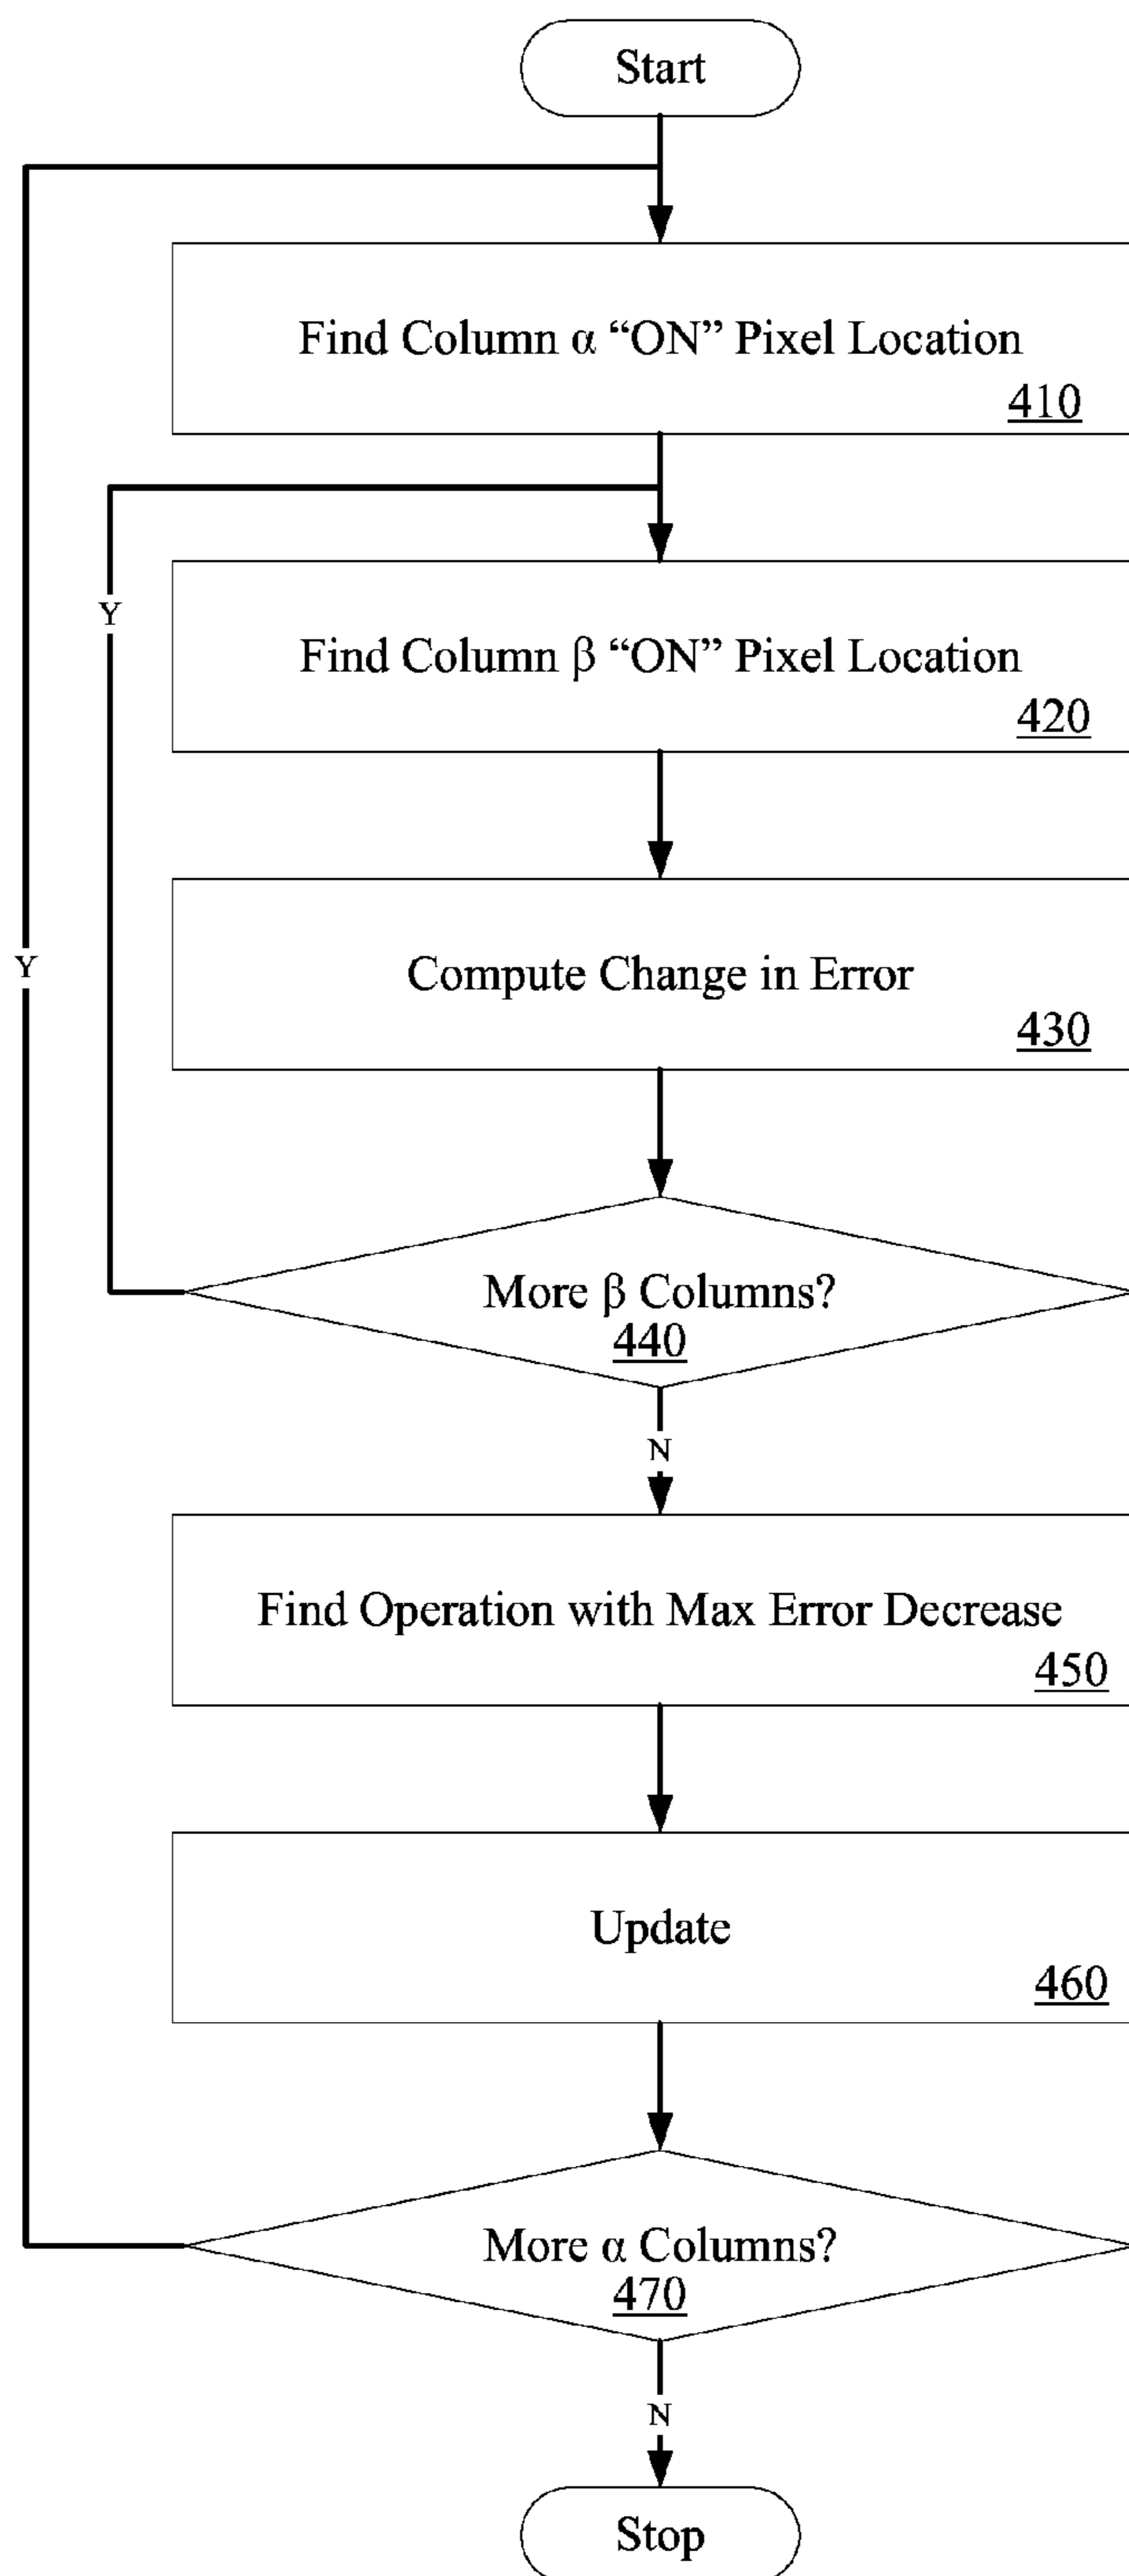 Start
Find Column α “ON” Pixel Location
410
Y
Find Column β “ON” Pixel Location
420
Y
Compute Change in Error
430
More β Columns?
440
N
Find Operation with Max Error Decrease
450
Update
460
More α Columns?
470
N
Stop